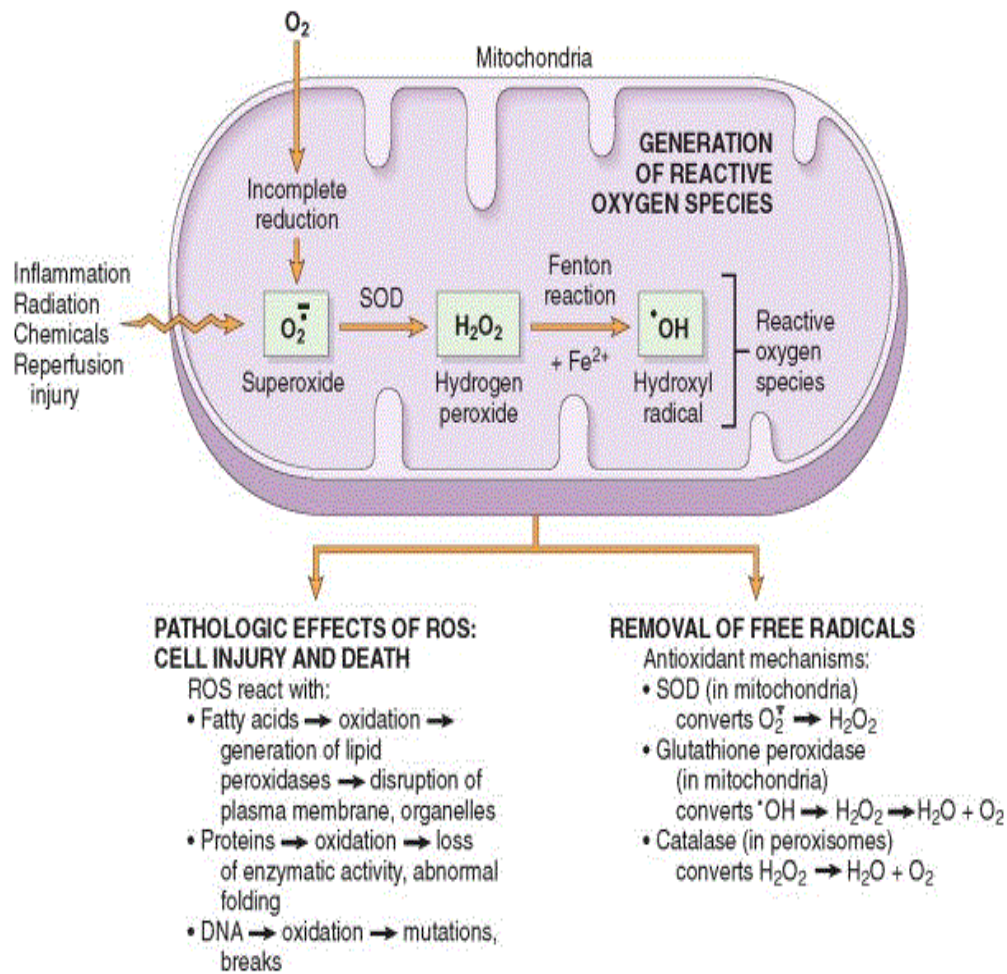 O₂
Mitochondria
GENERATION
OF REACTIVE
OXYGEN SPECIES
Incomplete
reduction
Inflammation
Radiation
Chemicals
Reperfusion
injury
O₂•̄
Superoxide
SOD
H₂O₂
Hydrogen
peroxide
Fenton
reaction
+ Fe²⁺
•OH
Hydroxyl
radical
Reactive
oxygen
species
PATHOLOGIC EFFECTS OF ROS:
CELL INJURY AND DEATH
ROS react with:
• Fatty acids → oxidation →
generation of lipid
peroxidases → disruption of
plasma membrane, organelles
• Proteins → oxidation → loss
of enzymatic activity, abnormal
folding
• DNA → oxidation → mutations,
breaks
REMOVAL OF FREE RADICALS
Antioxidant mechanisms:
• SOD (in mitochondria)
converts O₂•̄ → H₂O₂
• Glutathione peroxidase
(in mitochondria)
converts •OH → H₂O₂ → H₂O + O₂
• Catalase (in peroxisomes)
converts H₂O₂ → H₂O + O₂